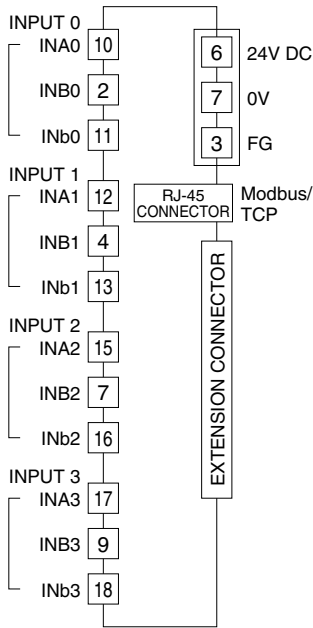 INPUT 0
INA0 10
INB0 2
INb0 11
INPUT 1
INA1 12
INB1 4
INb1 13
INPUT 2
INA2 15
INB2 7
INb2 16
INPUT 3
INA3 17
INB3 9
INb3 18
6 24V DC
7 0V
3 FG
RJ-45
CONNECTOR
Modbus/
TCP
EXTENSION CONNECTOR